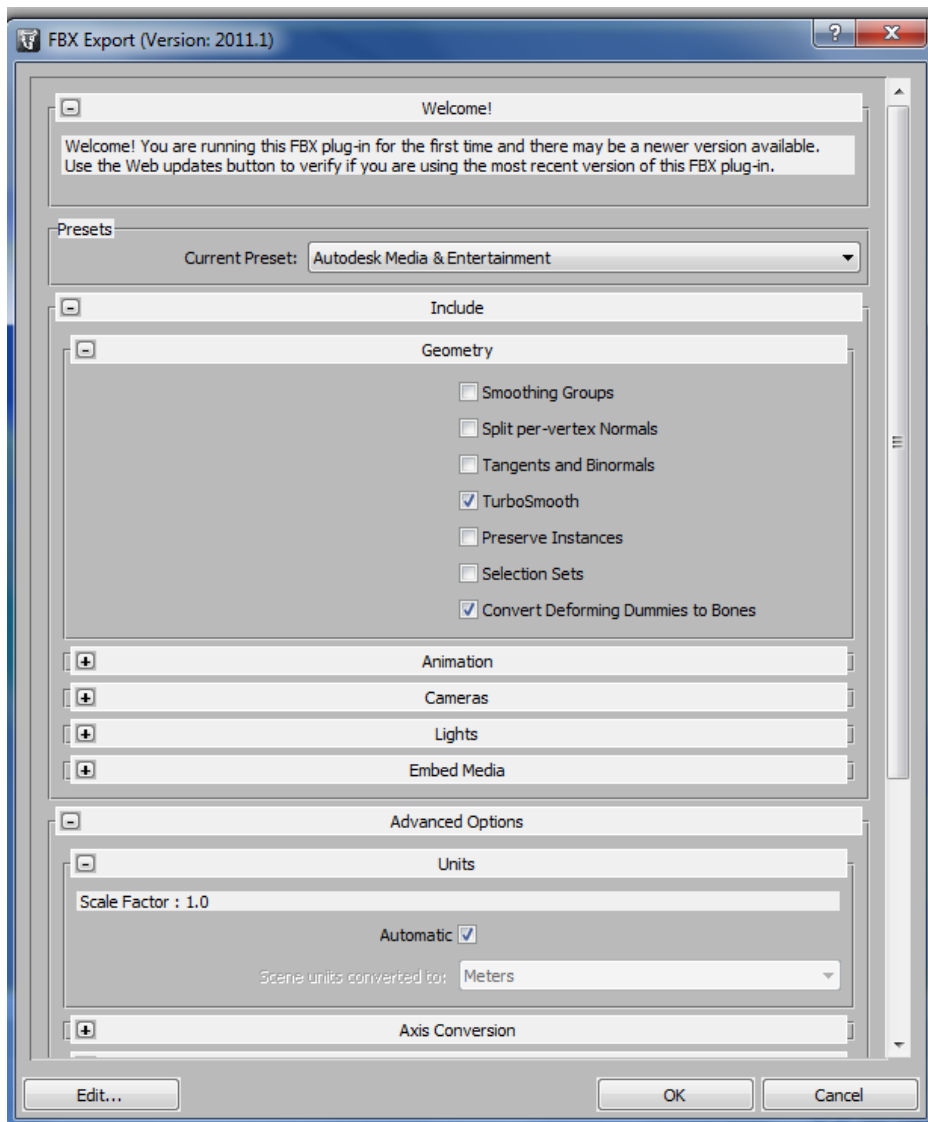 FBX Export (Version: 2011.1)
Welcome!
Welcome! You are running this FBX plug-in for the first time and there may be a newer version available.
Use the Web updates button to verify if you are using the most recent version of this FBX plug-in.
Presets
Current Preset: Autodesk Media & Entertainment
Include
Geometry
Smoothing Groups
Split per-vertex Normals
Tangents and Binormals
TurboSmooth
Preserve Instances
Selection Sets
Convert Deforming Dummies to Bones
Animation
Cameras
Lights
Embed Media
Advanced Options
Units
Scale Factor : 1.0
Automatic
Scene units converted to: Meters
Axis Conversion
Edit... OK Cancel